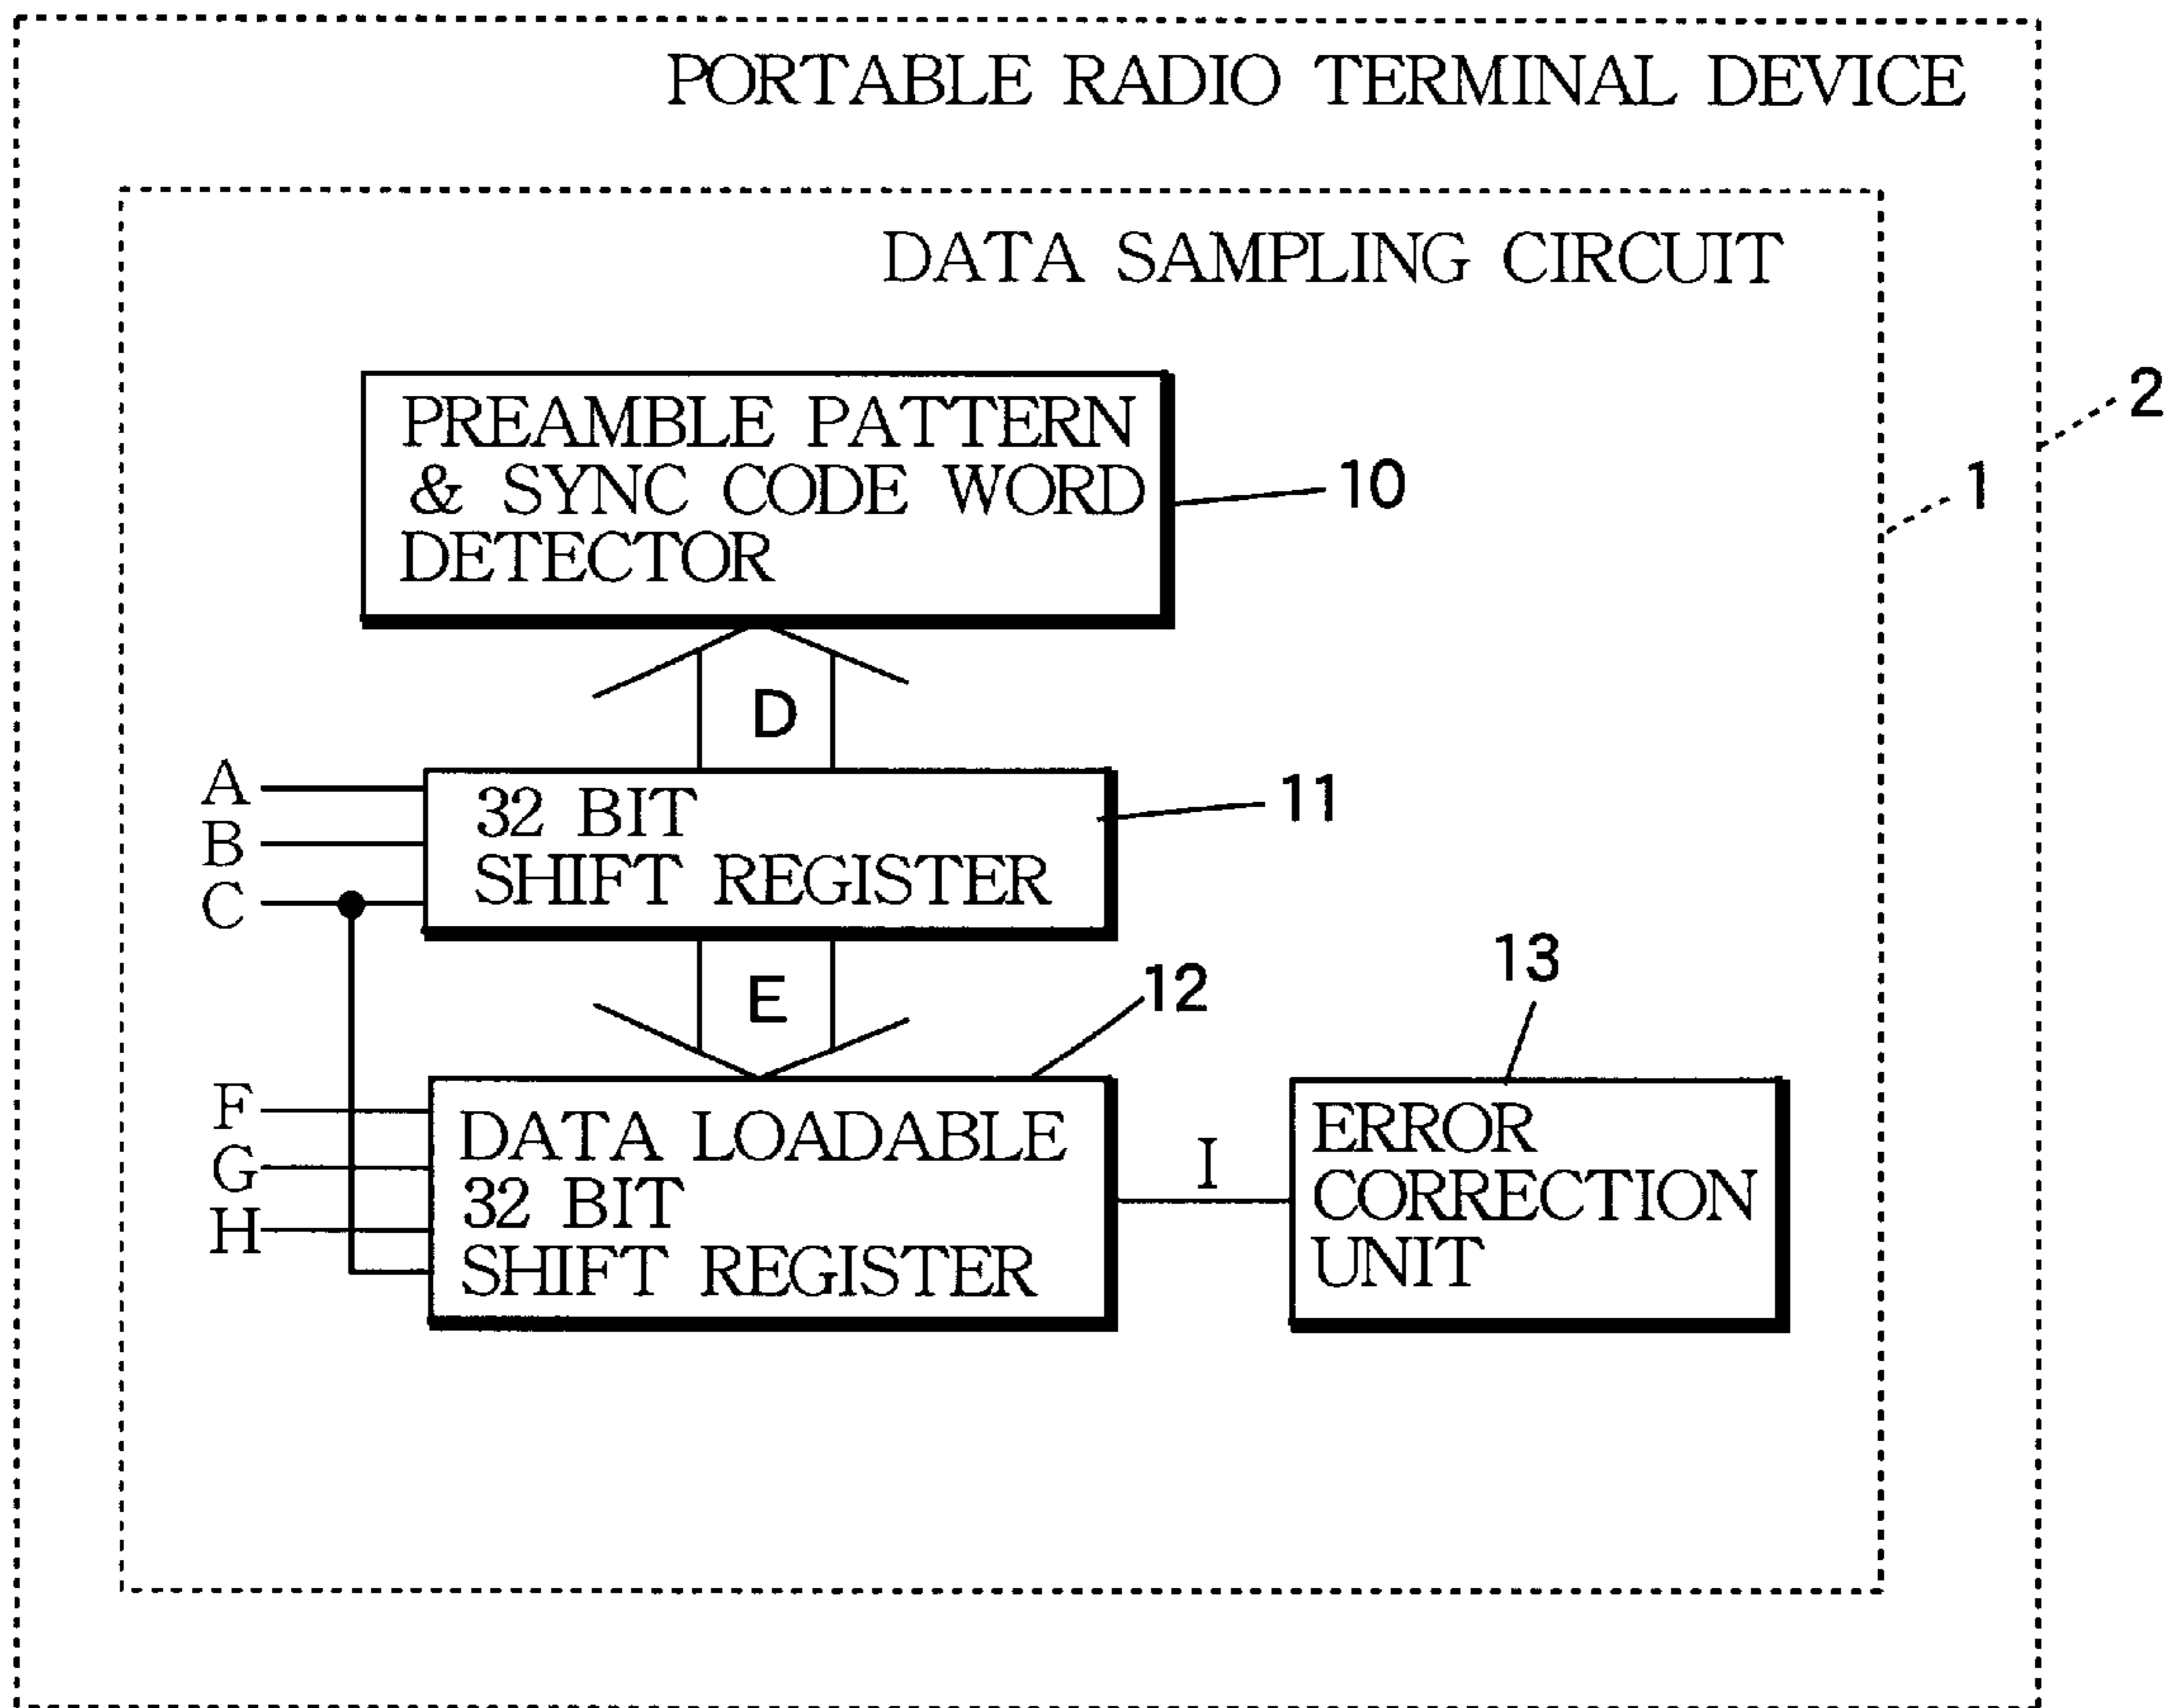 PORTABLE RADIO TERMINAL DEVICE
DATA SAMPLING CIRCUIT
2
1
PREAMBLE PATTERN
& SYNC CODE WORD
DETECTOR
10
D
A
B
C
32 BIT
SHIFT REGISTER
11
E
12
13
F
G
H
DATA LOADABLE
32 BIT
SHIFT REGISTER
I
ERROR
CORRECTION
UNIT